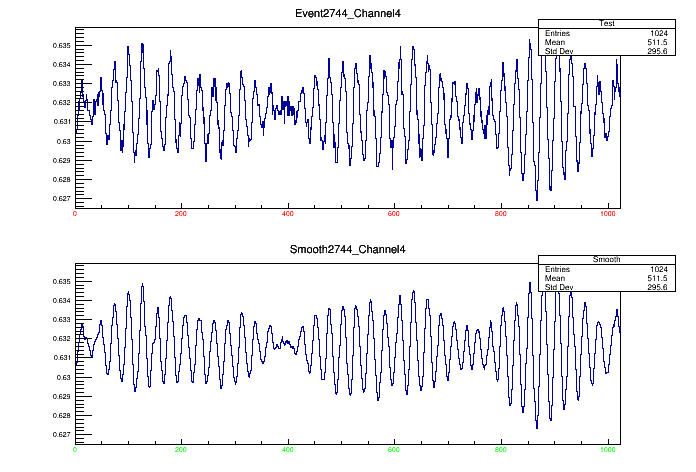 Event2744_Channel4
Test
Entries 1024
Mean 511.5
Std Dev 295.6
0.635
0.634
0.633
0.632
0.631
0.63
0.629
0.628
0.627
0 200 400 600 800 1000
Smooth2744_Channel4
Smooth
Entries 1024
Mean 511.5
Std Dev 295.6
0.635
0.634
0.633
0.632
0.631
0.63
0.629
0.628
0.627
0 200 400 600 800 1000